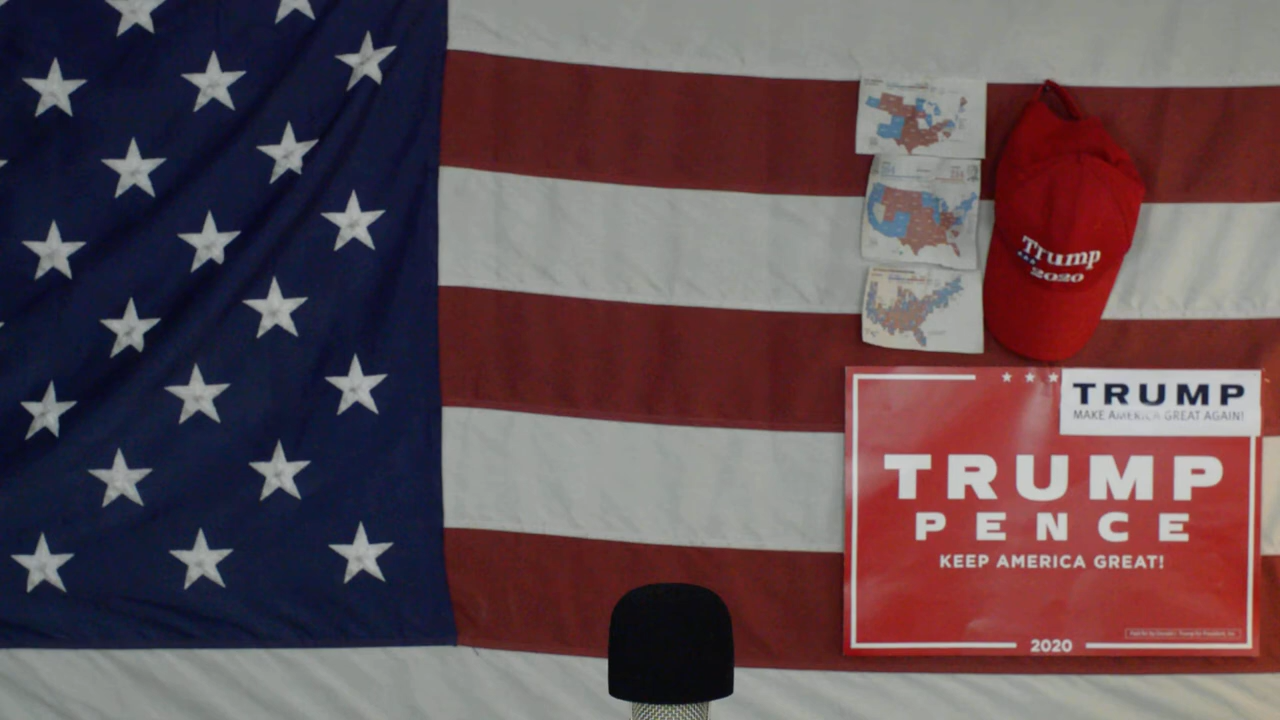 Trump
2020
TRUMP
MAKE AMERICA GREAT AGAIN!
TRUMP
PENCE
KEEP AMERICA GREAT!
2020